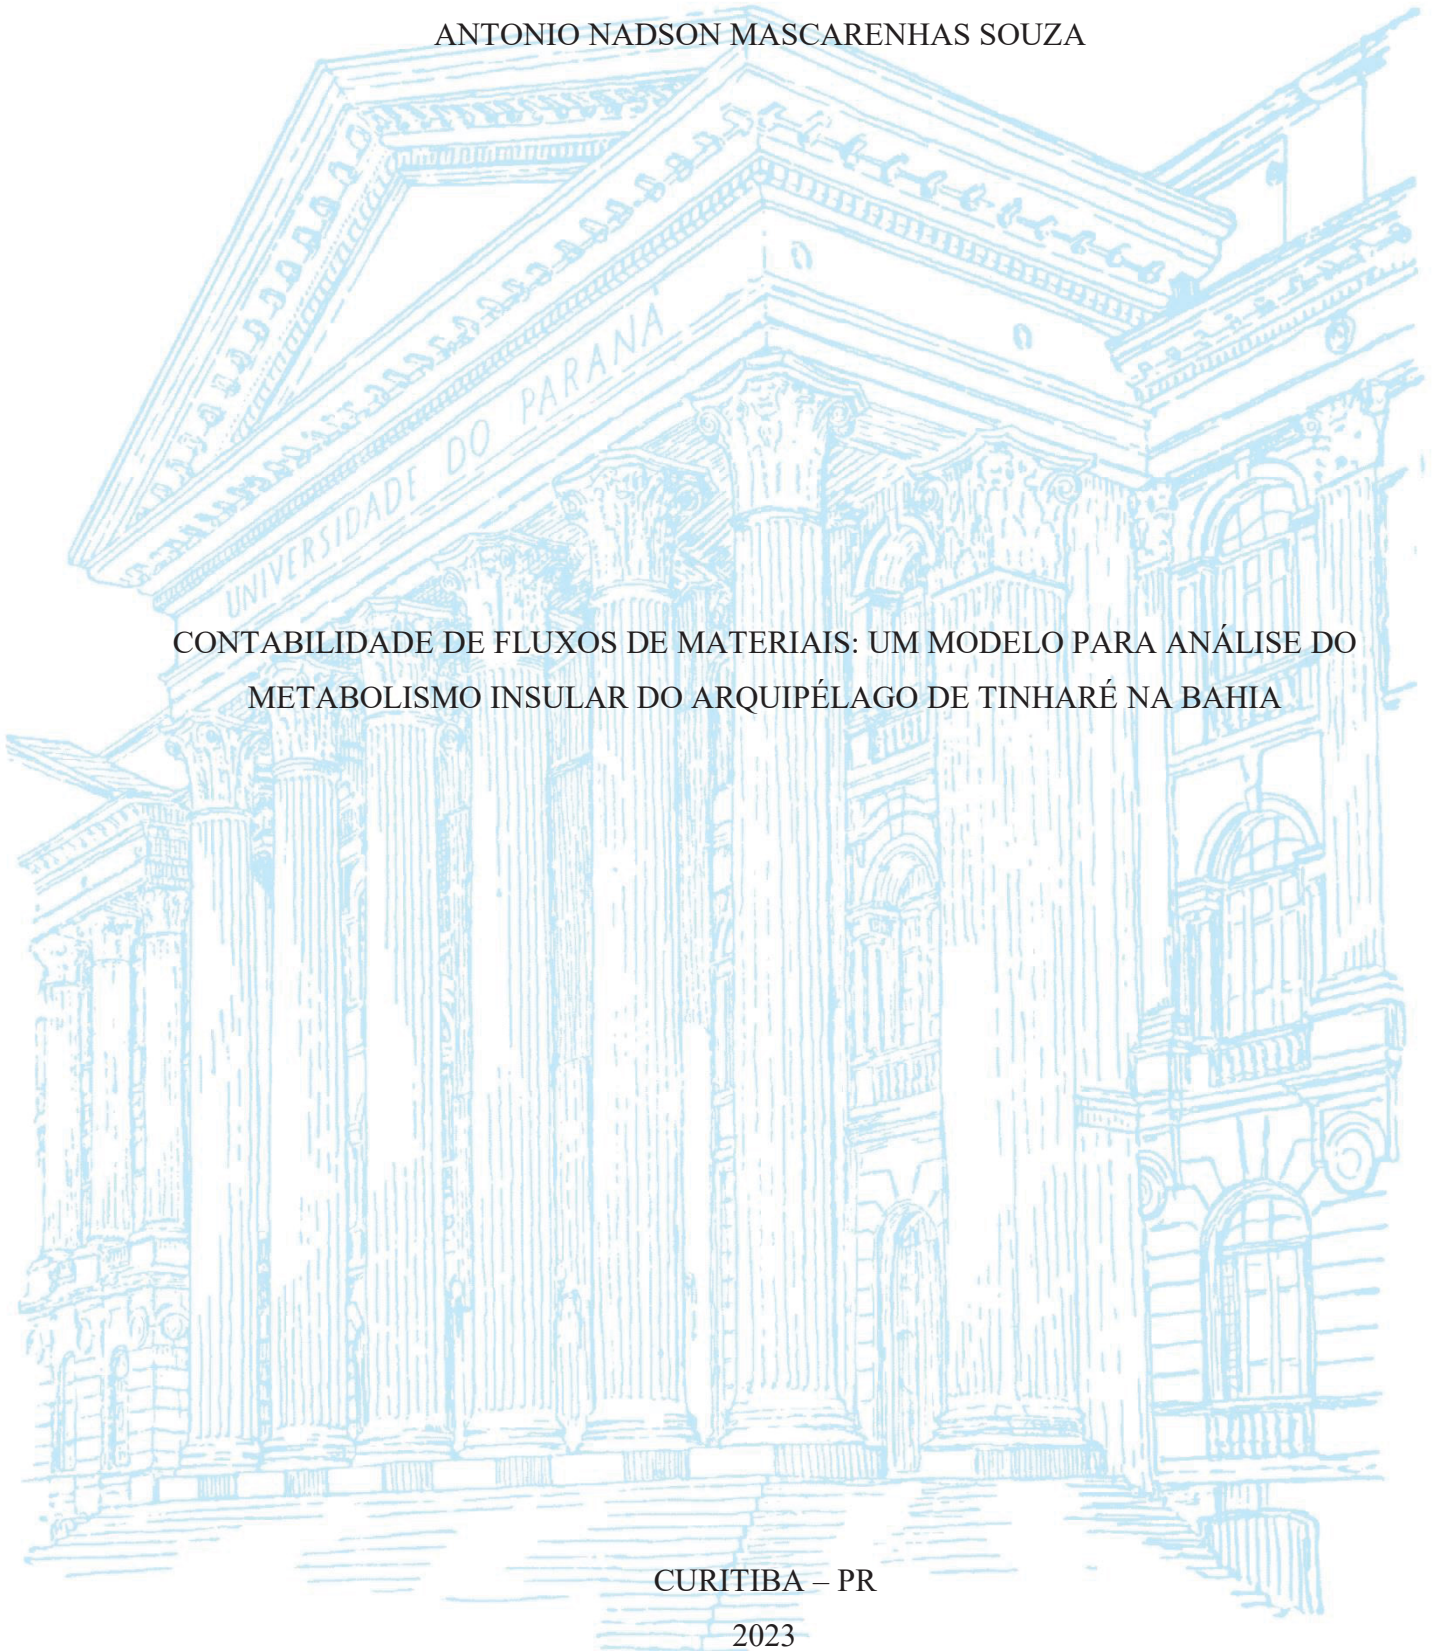 ANTONIO NADSON MASCARENHAS SOUZA
UNIVERSIDADE DO PARANÁ
CONTABILIDADE DE FLUXOS DE MATERIAIS: UM MODELO PARA ANÁLISE DO
METABOLISMO INSULAR DO ARQUIPÉLAGO DE TINHARÉ NA BAHIA
CURITIBA – PR
2023